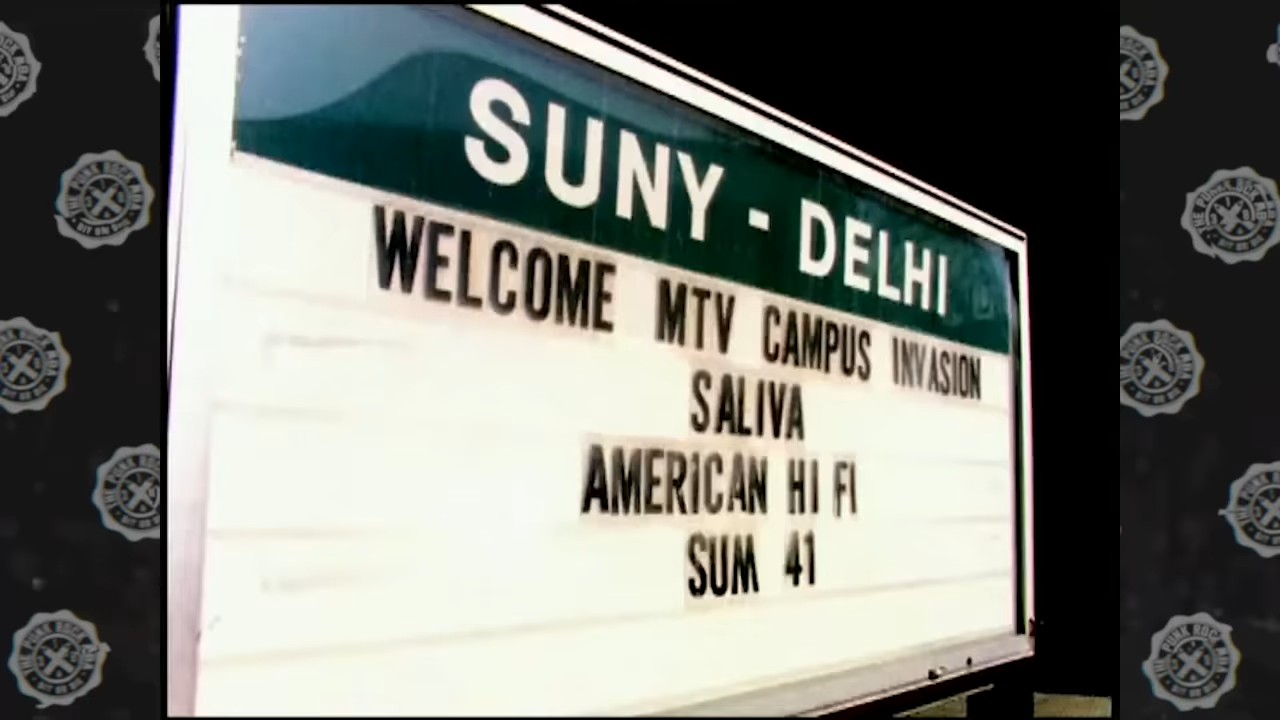 SUNY - DELHI
WELCOME MTV CAMPUS INVASION
SALIVA
AMERICAN HI FI
SUM 41